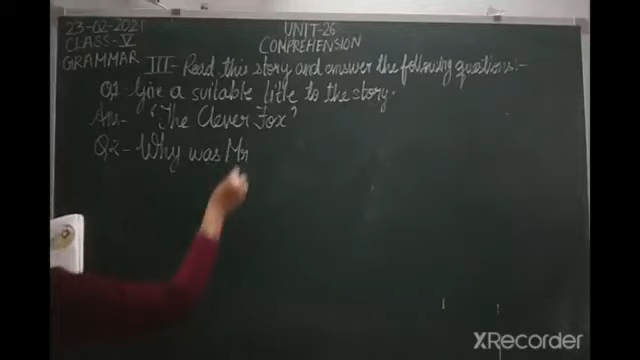 23-02-2021
UNIT-26
CLASS-V
COMPREHENSION
GRAMMAR
III- Read this story and answer the following questions:-
Q1- Give a suitable title to the story.
Ans- 'The Clever Fox'
Q2- Why was Mr
XRecorder